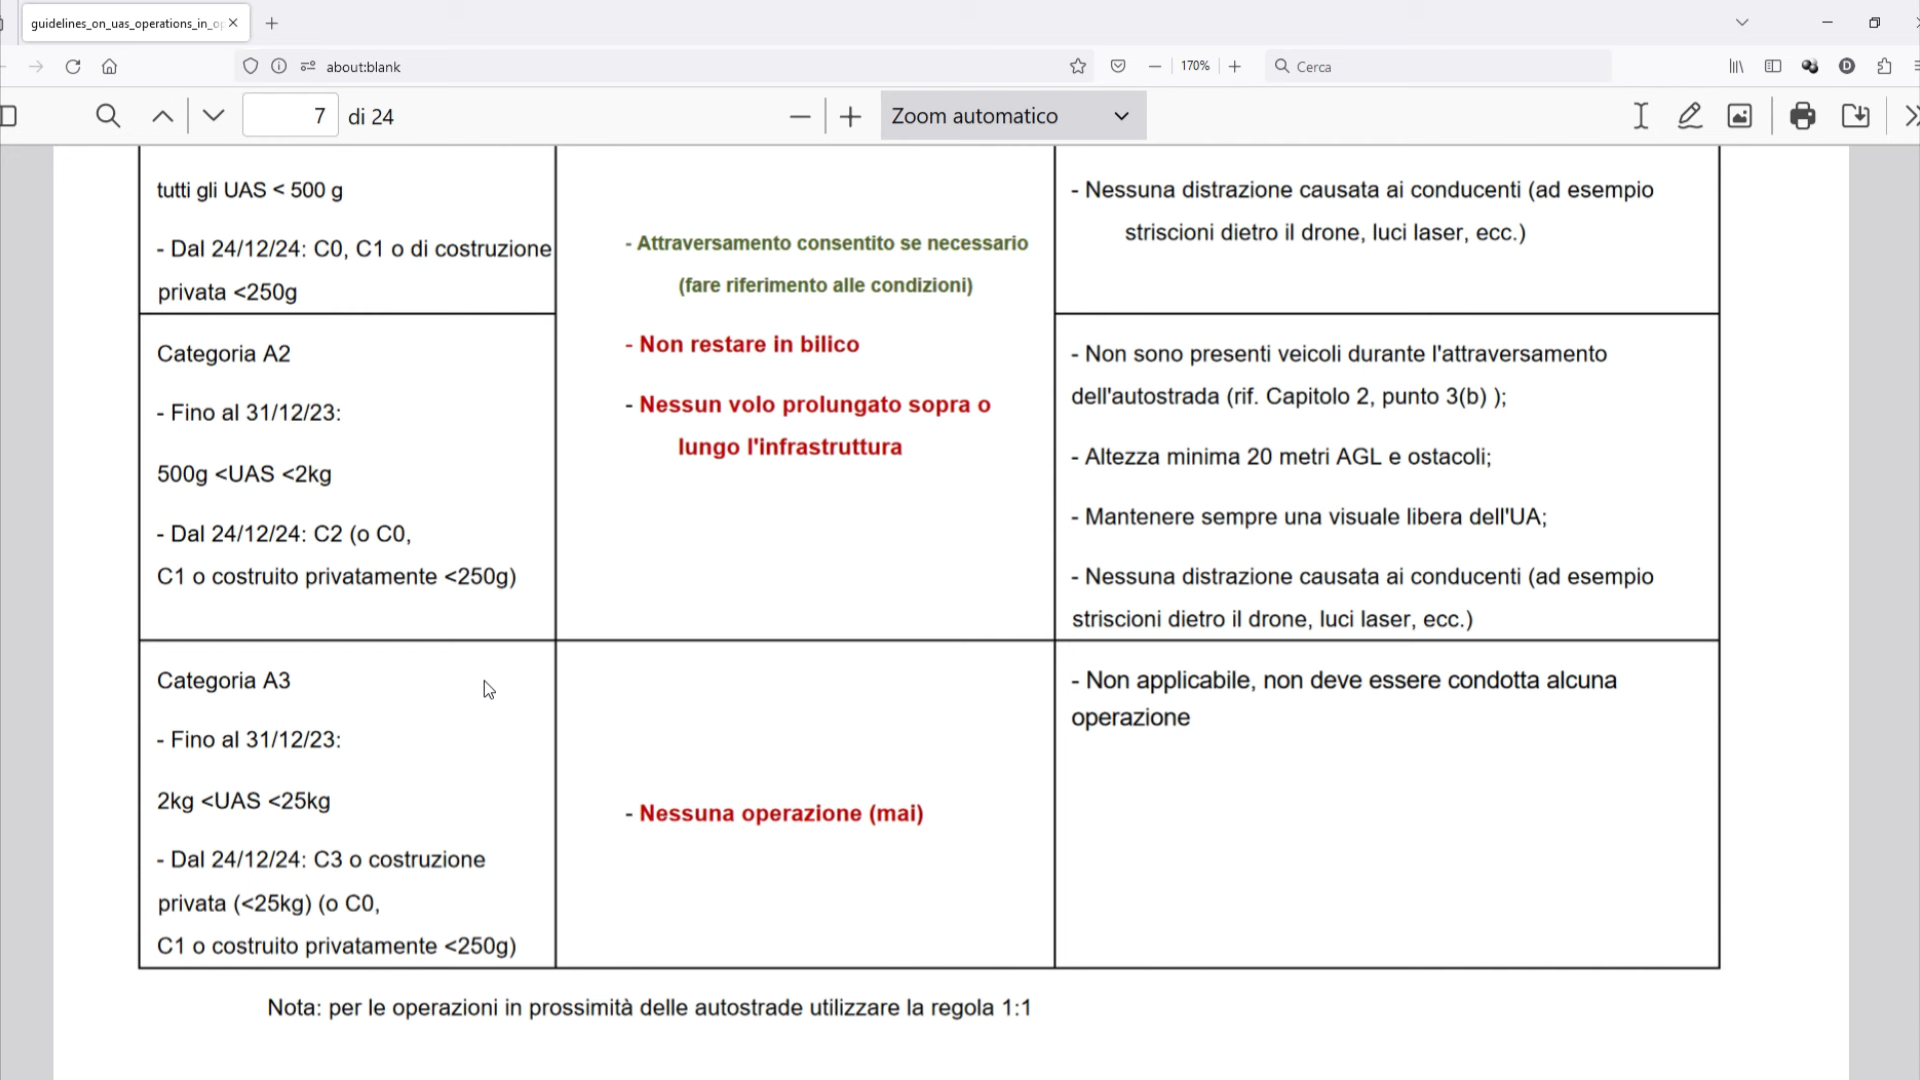 guidelines_on_uas_operations_in_o
about:blank
170%
Cerca
D
7
di 24
Zoom automatico
tutti gli UAS < 500 g
- Dal 24/12/24: C0, C1 o di costruzione
privata <250g
- Attraversamento consentito se necessario
(fare riferimento alle condizioni)
- Non restare in bilico
- Nessun volo prolungato sopra o
lungo l'infrastruttura
- Nessuna distrazione causata ai conducenti (ad esempio
striscioni dietro il drone, luci laser, ecc.)
Categoria A2
- Fino al 31/12/23:
500g <UAS <2kg
- Dal 24/12/24: C2 (o C0,
C1 o costruito privatamente <250g)
- Non sono presenti veicoli durante l'attraversamento
dell'autostrada (rif. Capitolo 2, punto 3(b) );
- Altezza minima 20 metri AGL e ostacoli;
- Mantenere sempre una visuale libera dell'UA;
- Nessuna distrazione causata ai conducenti (ad esempio
striscioni dietro il drone, luci laser, ecc.)
Categoria A3
- Fino al 31/12/23:
2kg <UAS <25kg
- Dal 24/12/24: C3 o costruzione
privata (<25kg) (o C0,
C1 o costruito privatamente <250g)
- Nessuna operazione (mai)
- Non applicabile, non deve essere condotta alcuna
operazione
Nota: per le operazioni in prossimità delle autostrade utilizzare la regola 1:1